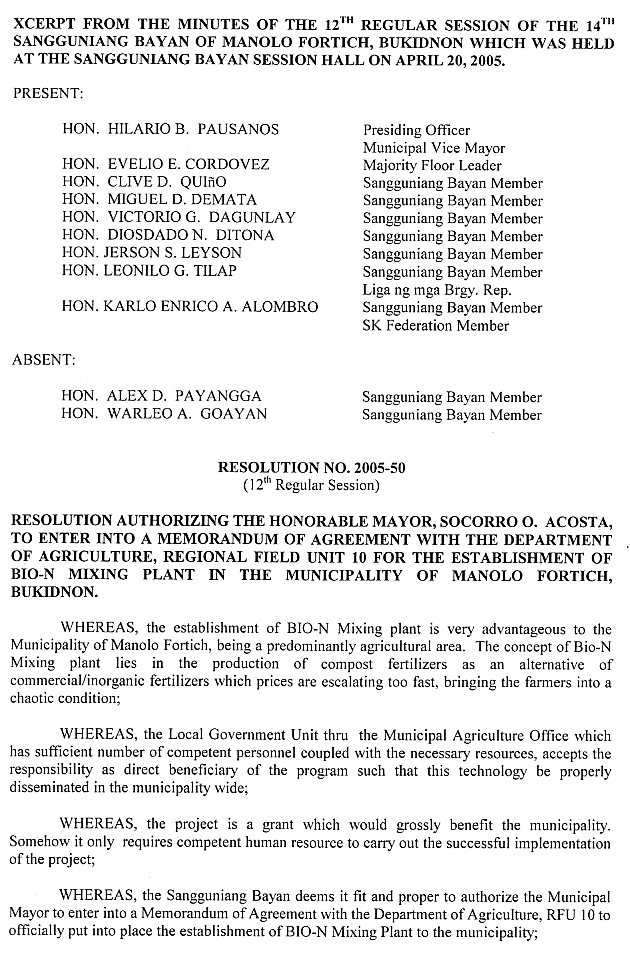 XCERPT FROM THE MINUTES OF THE 12TH REGULAR SESSION OF THE 14TH
SANGGUNIANG BAYAN OF MANOLO FORTICH, BUKIDNON WHICH WAS HELD
AT THE SANGGUNIANG BAYAN SESSION HALL ON APRIL 20, 2005.
PRESENT:
HON. HILARIO B. PAUSANOS Presiding Officer
Municipal Vice Mayor
HON. EVELIO E. CORDOVEZ Majority Floor Leader
HON. CLIVE D. QUIñO Sangguniang Bayan Member
HON. MIGUEL D. DEMATA Sangguniang Bayan Member
HON. VICTORIO G. DAGUNLAY Sangguniang Bayan Member
HON. DIOSDADO N. DITONA Sangguniang Bayan Member
HON. JERSON S. LEYSON Sangguniang Bayan Member
HON. LEONILO G. TILAP Sangguniang Bayan Member
Liga ng mga Brgy. Rep.
HON. KARLO ENRICO A. ALOMBRO Sangguniang Bayan Member
SK Federation Member
ABSENT:
HON. ALEX D. PAYANGGA Sangguniang Bayan Member
HON. WARLEO A. GOAYAN Sangguniang Bayan Member
RESOLUTION NO. 2005-50
(12th Regular Session)
RESOLUTION AUTHORIZING THE HONORABLE MAYOR, SOCORRO O. ACOSTA,
TO ENTER INTO A MEMORANDUM OF AGREEMENT WITH THE DEPARTMENT
OF AGRICULTURE, REGIONAL FIELD UNIT 10 FOR THE ESTABLISHMENT OF
BIO-N MIXING PLANT IN THE MUNICIPALITY OF MANOLO FORTICH,
BUKIDNON.
WHEREAS, the establishment of BIO-N Mixing plant is very advantageous to the
Municipality of Manolo Fortich, being a predominantly agricultural area. The concept of Bio-N
Mixing plant lies in the production of compost fertilizers as an alternative of
commercial/inorganic fertilizers which prices are escalating too fast, bringing the farmers into a
chaotic condition;
WHEREAS, the Local Government Unit thru the Municipal Agriculture Office which
has sufficient number of competent personnel coupled with the necessary resources, accepts the
responsibility as direct beneficiary of the program such that this technology be properly
disseminated in the municipality wide;
WHEREAS, the project is a grant which would grossly benefit the municipality.
Somehow it only requires competent human resource to carry out the successful implementation
of the project;
WHEREAS, the Sangguniang Bayan deems it fit and proper to authorize the Municipal
Mayor to enter into a Memorandum of Agreement with the Department of Agriculture, RFU 10 to
officially put into place the establishment of BIO-N Mixing Plant to the municipality;